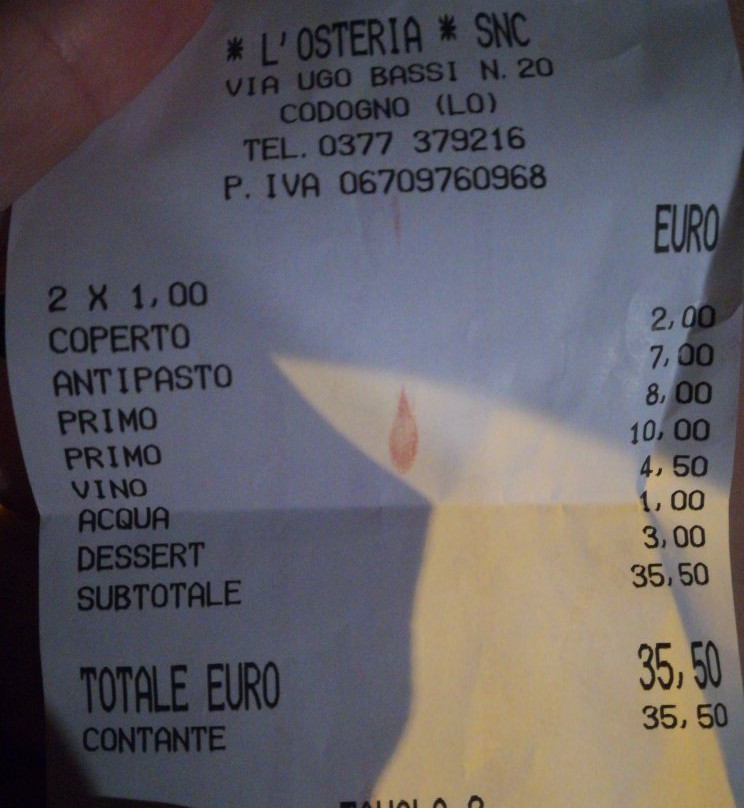 * L'OSTERIA * SNC
VIA UGO BASSI N. 20
CODOGNO (LO)
TEL. 0377 379216
P. IVA 06709760968
EURO
2 X 1,00
COPERTO 2,00
ANTIPASTO 7,00
PRIMO 8,00
PRIMO 10,00
VINO 4,50
ACQUA 1,00
DESSERT 3,00
SUBTOTALE 35,50
TOTALE EURO 35,50
CONTANTE 35,50